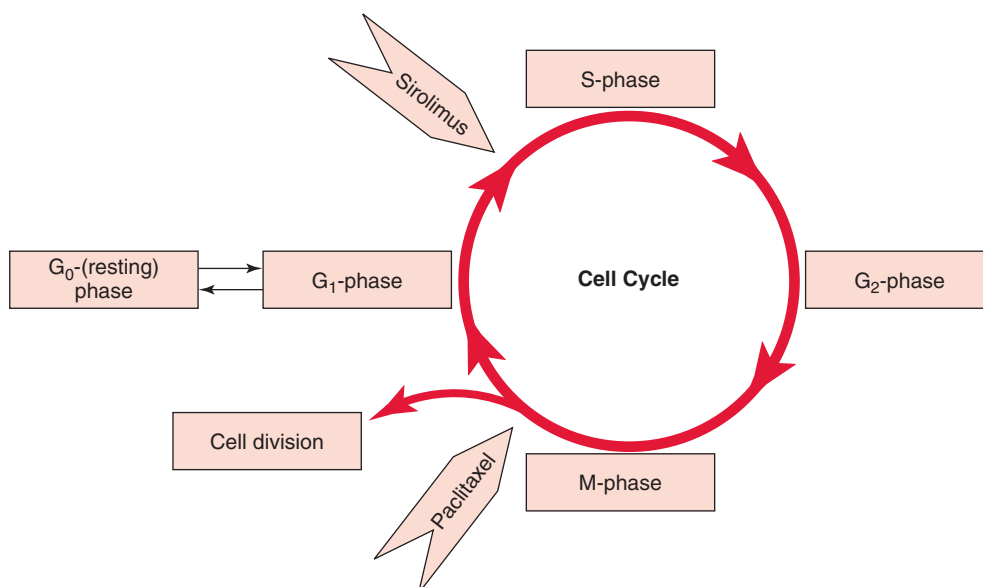 Sirolimus
S-phase
G₀-(resting)
phase
G₁-phase
Cell Cycle
G₂-phase
Cell division
Paclitaxel
M-phase